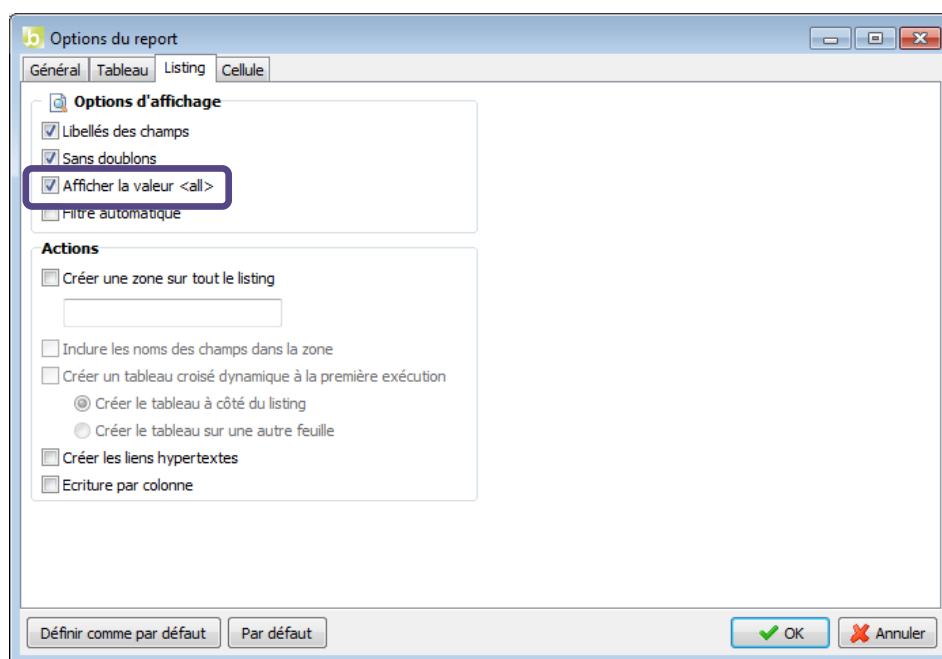 Options du report
Général Tableau Listing Cellule
Options d'affichage
Libellés des champs
Sans doublons
Afficher la valeur <all>
Filtre automatique
Actions
Créer une zone sur tout le listing
Inclure les noms des champs dans la zone
Créer un tableau croisé dynamique à la première exécution
Créer le tableau à côté du listing
Créer le tableau sur une autre feuille
Créer les liens hypertextes
Ecriture par colonne
Définir comme par défaut Par défaut OK Annuler